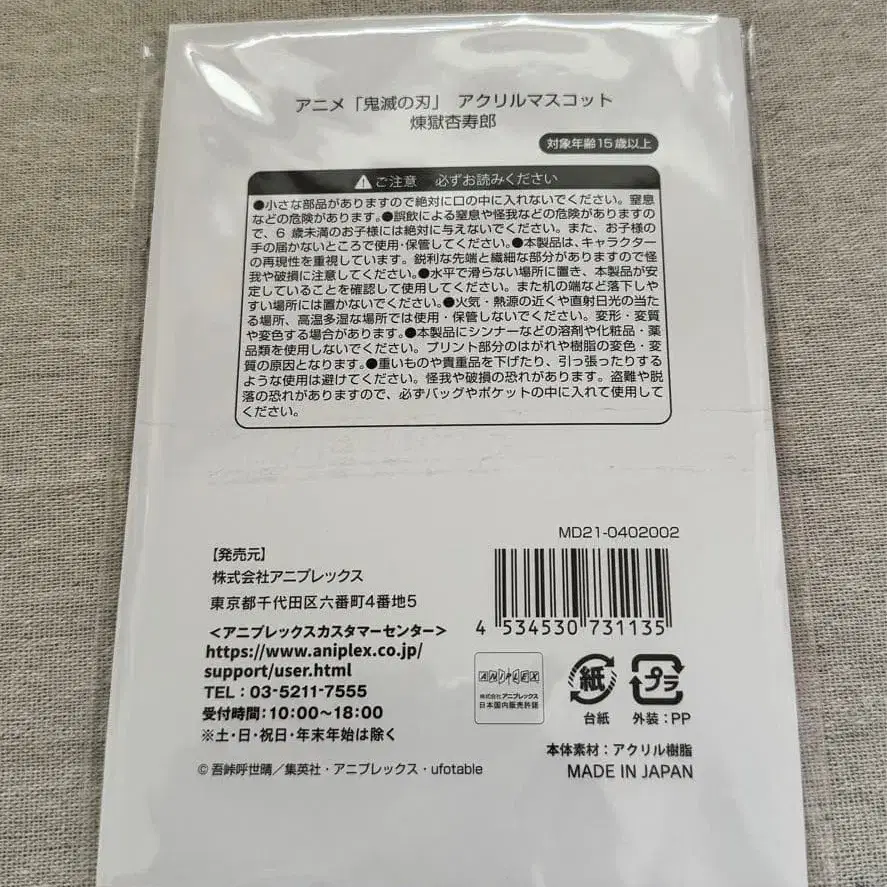 アニメ「鬼滅の刃」 アクリルマスコット
煉獄杏寿郎
対象年齢15歳以上
ご注意 必ずお読みください
●小さな部品がありますので絶対に口の中に入れないでください。窒息
などの危険があります。●誤飲による窒息や怪我などの危険がありますの
で、6 歳未満のお子様には絶対に与えないでください。また、お子様の
手の届かないところで使用・保管してください。●本製品は、キャラクター
の再現性を重視しています。鋭利な先端と繊細な部分がありますので怪
我や破損に注意してください。●水平で滑らない場所に置き、本製品が安
定していることを確認して使用してください。また机の端など落下しや
すい場所には置かないでください。●火気・熱源の近くや直射日光の当た
る場所、高温多湿な場所では使用・保管しないでください。変形・変質
や変色する場合があります。●本製品にシンナーなどの溶剤や化粧品・薬
品類を使用しないでください。プリント部分のはがれや樹脂の変色・変
質の原因となります。●重いものや貴重品を下げたり、引っ張ったりする
ような使用は避けてください。怪我や破損の恐れがあります。盗難や脱
落の恐れがありますので、必ずバッグやポケットの中に入れて使用して
ください。
MD21-0402002
【発売元】
株式会社アニプレックス
東京都千代田区六番町4番地5
4 534530 731135
＜アニプレックスカスタマーセンター＞
https://www.aniplex.co.jp/
support/user.html
TEL：03-5211-7555
受付時間：10:00～18:00
※土・日・祝日・年末年始は除く
ANIPLEX
株式会社アニプレックス
日本国内販売許諾
紙
台紙
プラ
外装：PP
本体素材：アクリル樹脂
MADE IN JAPAN
© 吾峠呼世晴／集英社・アニプレックス・ufotable